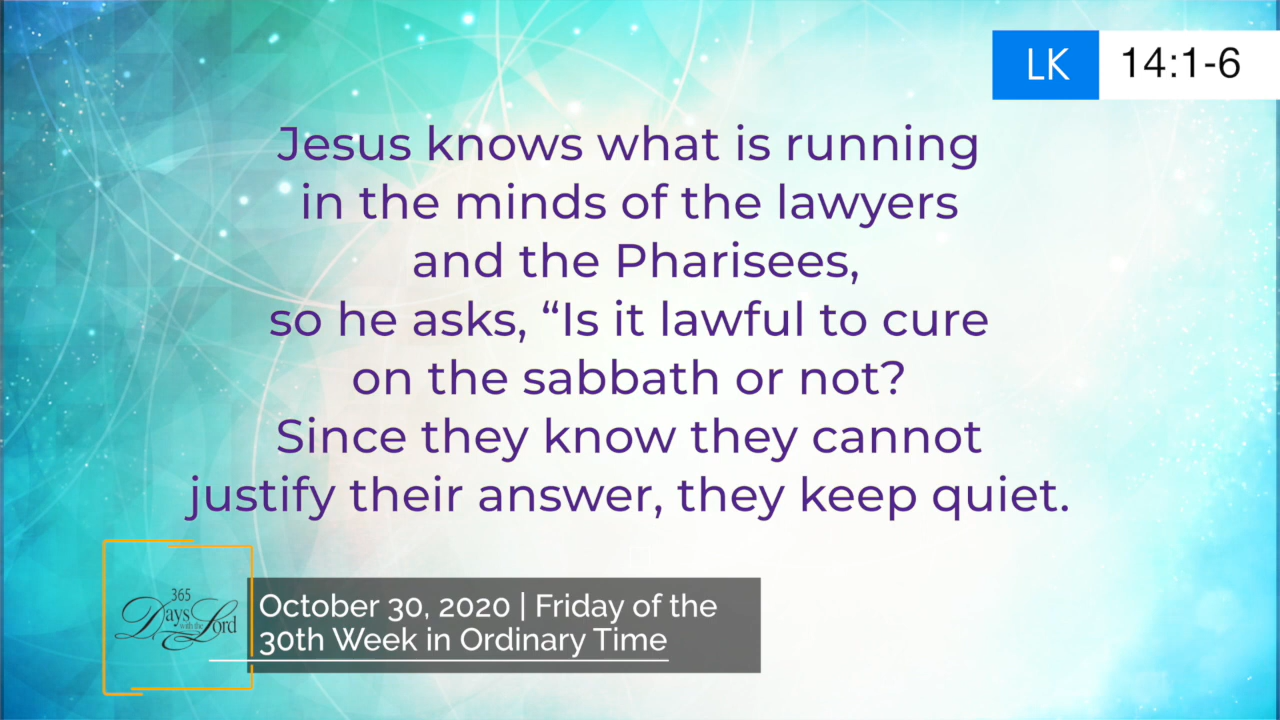 LK 14:1-6
Jesus knows what is running
in the minds of the lawyers
and the Pharisees,
so he asks, “Is it lawful to cure
on the sabbath or not?
Since they know they cannot
justify their answer, they keep quiet.
365
Days with the Lord
October 30, 2020 | Friday of the
30th Week in Ordinary Time